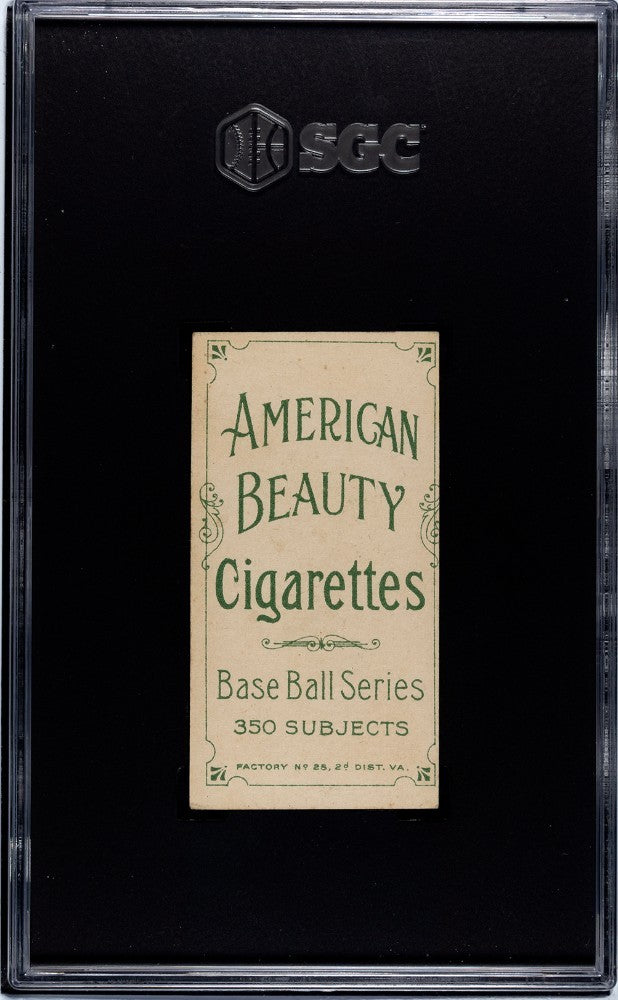 SGC
AMERICAN
BEAUTY
Cigarettes
Base Ball Series
350 SUBJECTS
FACTORY Nº 25, 2d DIST. VA.